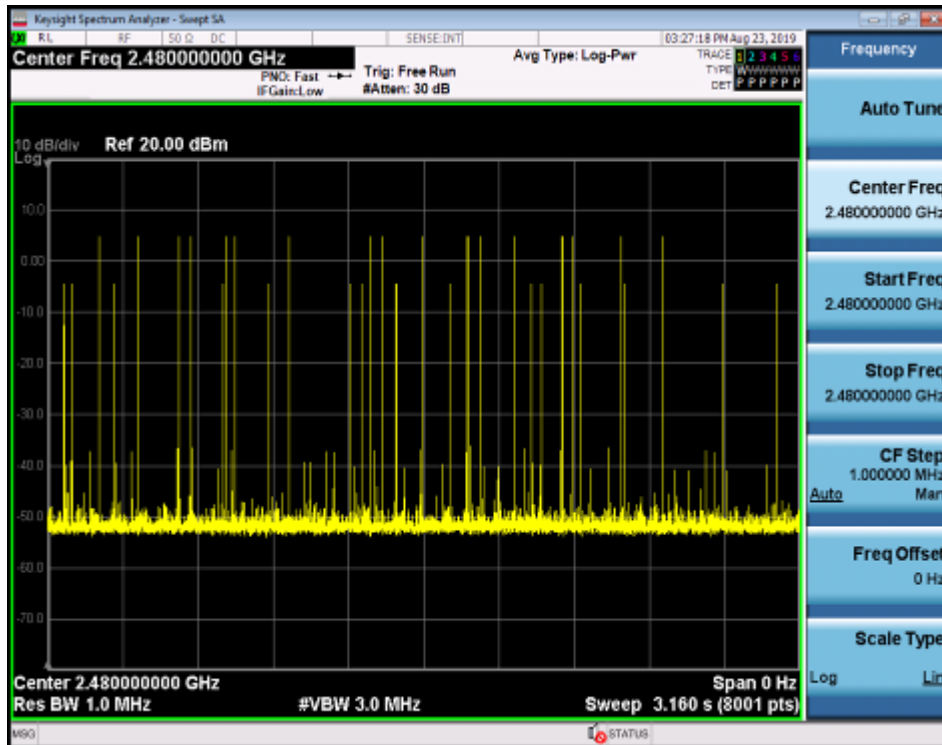 Keysight Spectrum Analyzer - Swept SA
RL RF 50 Ω DC SENSE:INT 03:27:18 PM Aug 23, 2019
Center Freq 2.480000000 GHz
PNO: Fast
IFGain:Low
Trig: Free Run
#Atten: 30 dB
Avg Type: Log-Pwr
TRACE 1 2 3 4 5 6
TYPE WWWWWW
DET P P P P P P
10 dB/div Ref 20.00 dBm
Log
10.0
0.00
-10.0
-20.0
-30.0
-40.0
-50.0
-60.0
-70.0
Center 2.480000000 GHz Span 0 Hz
Res BW 1.0 MHz #VBW 3.0 MHz Sweep 3.160 s (8001 pts)
MSG STATUS
Frequency
Auto Tune
Center Freq
2.480000000 GHz
Start Freq
2.480000000 GHz
Stop Freq
2.480000000 GHz
CF Step
1.000000 MHz
Auto Man
Freq Offset
0 Hz
Scale Type
Log Lin